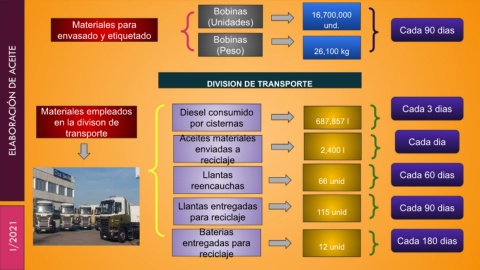 ELABORACIÓN DE ACEITE
I/2021
Materiales para
envasado y etiquetado
Bobinas
(Unidades)
16,700,000
und.
Bobinas
(Peso)
26,100 kg
Cada 90 dias
DIVISION DE TRANSPORTE
Materiales empleados
en la divison de
transporte
Diesel consumido
por cisternas
687,857 l
Cada 3 dias
Aceites materiales
enviadas a
reciclaje
2,400 l
Cada dia
Llantas
reencauchas
66 unid
Cada 60 dias
Llantas entregadas
para reciclaje
115 unid
Cada 90 dias
Baterias
entregadas para
reciclaje
12 unid
Cada 180 dias